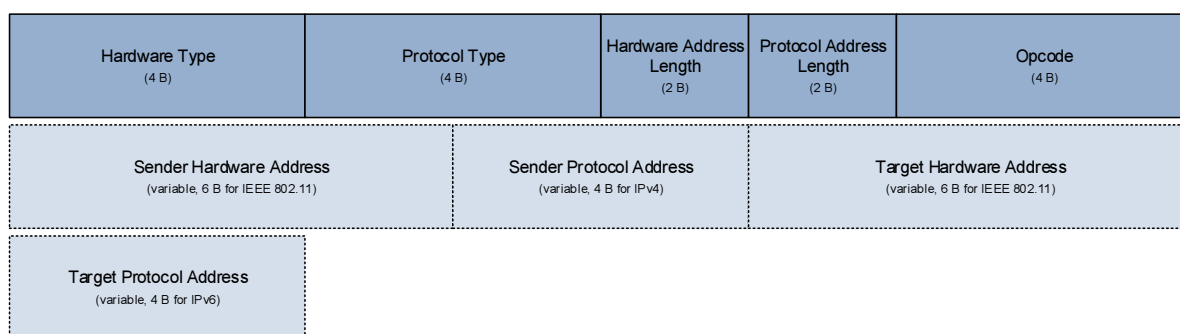 Hardware Type
(4 B)
Protocol Type
(4 B)
Hardware Address
Length
(2 B)
Protocol Address
Length
(2 B)
Opcode
(4 B)
Sender Hardware Address
(variable, 6 B for IEEE 802.11)
Sender Protocol Address
(variable, 4 B for IPv4)
Target Hardware Address
(variable, 6 B for IEEE 802.11)
Target Protocol Address
(variable, 4 B for IPv6)